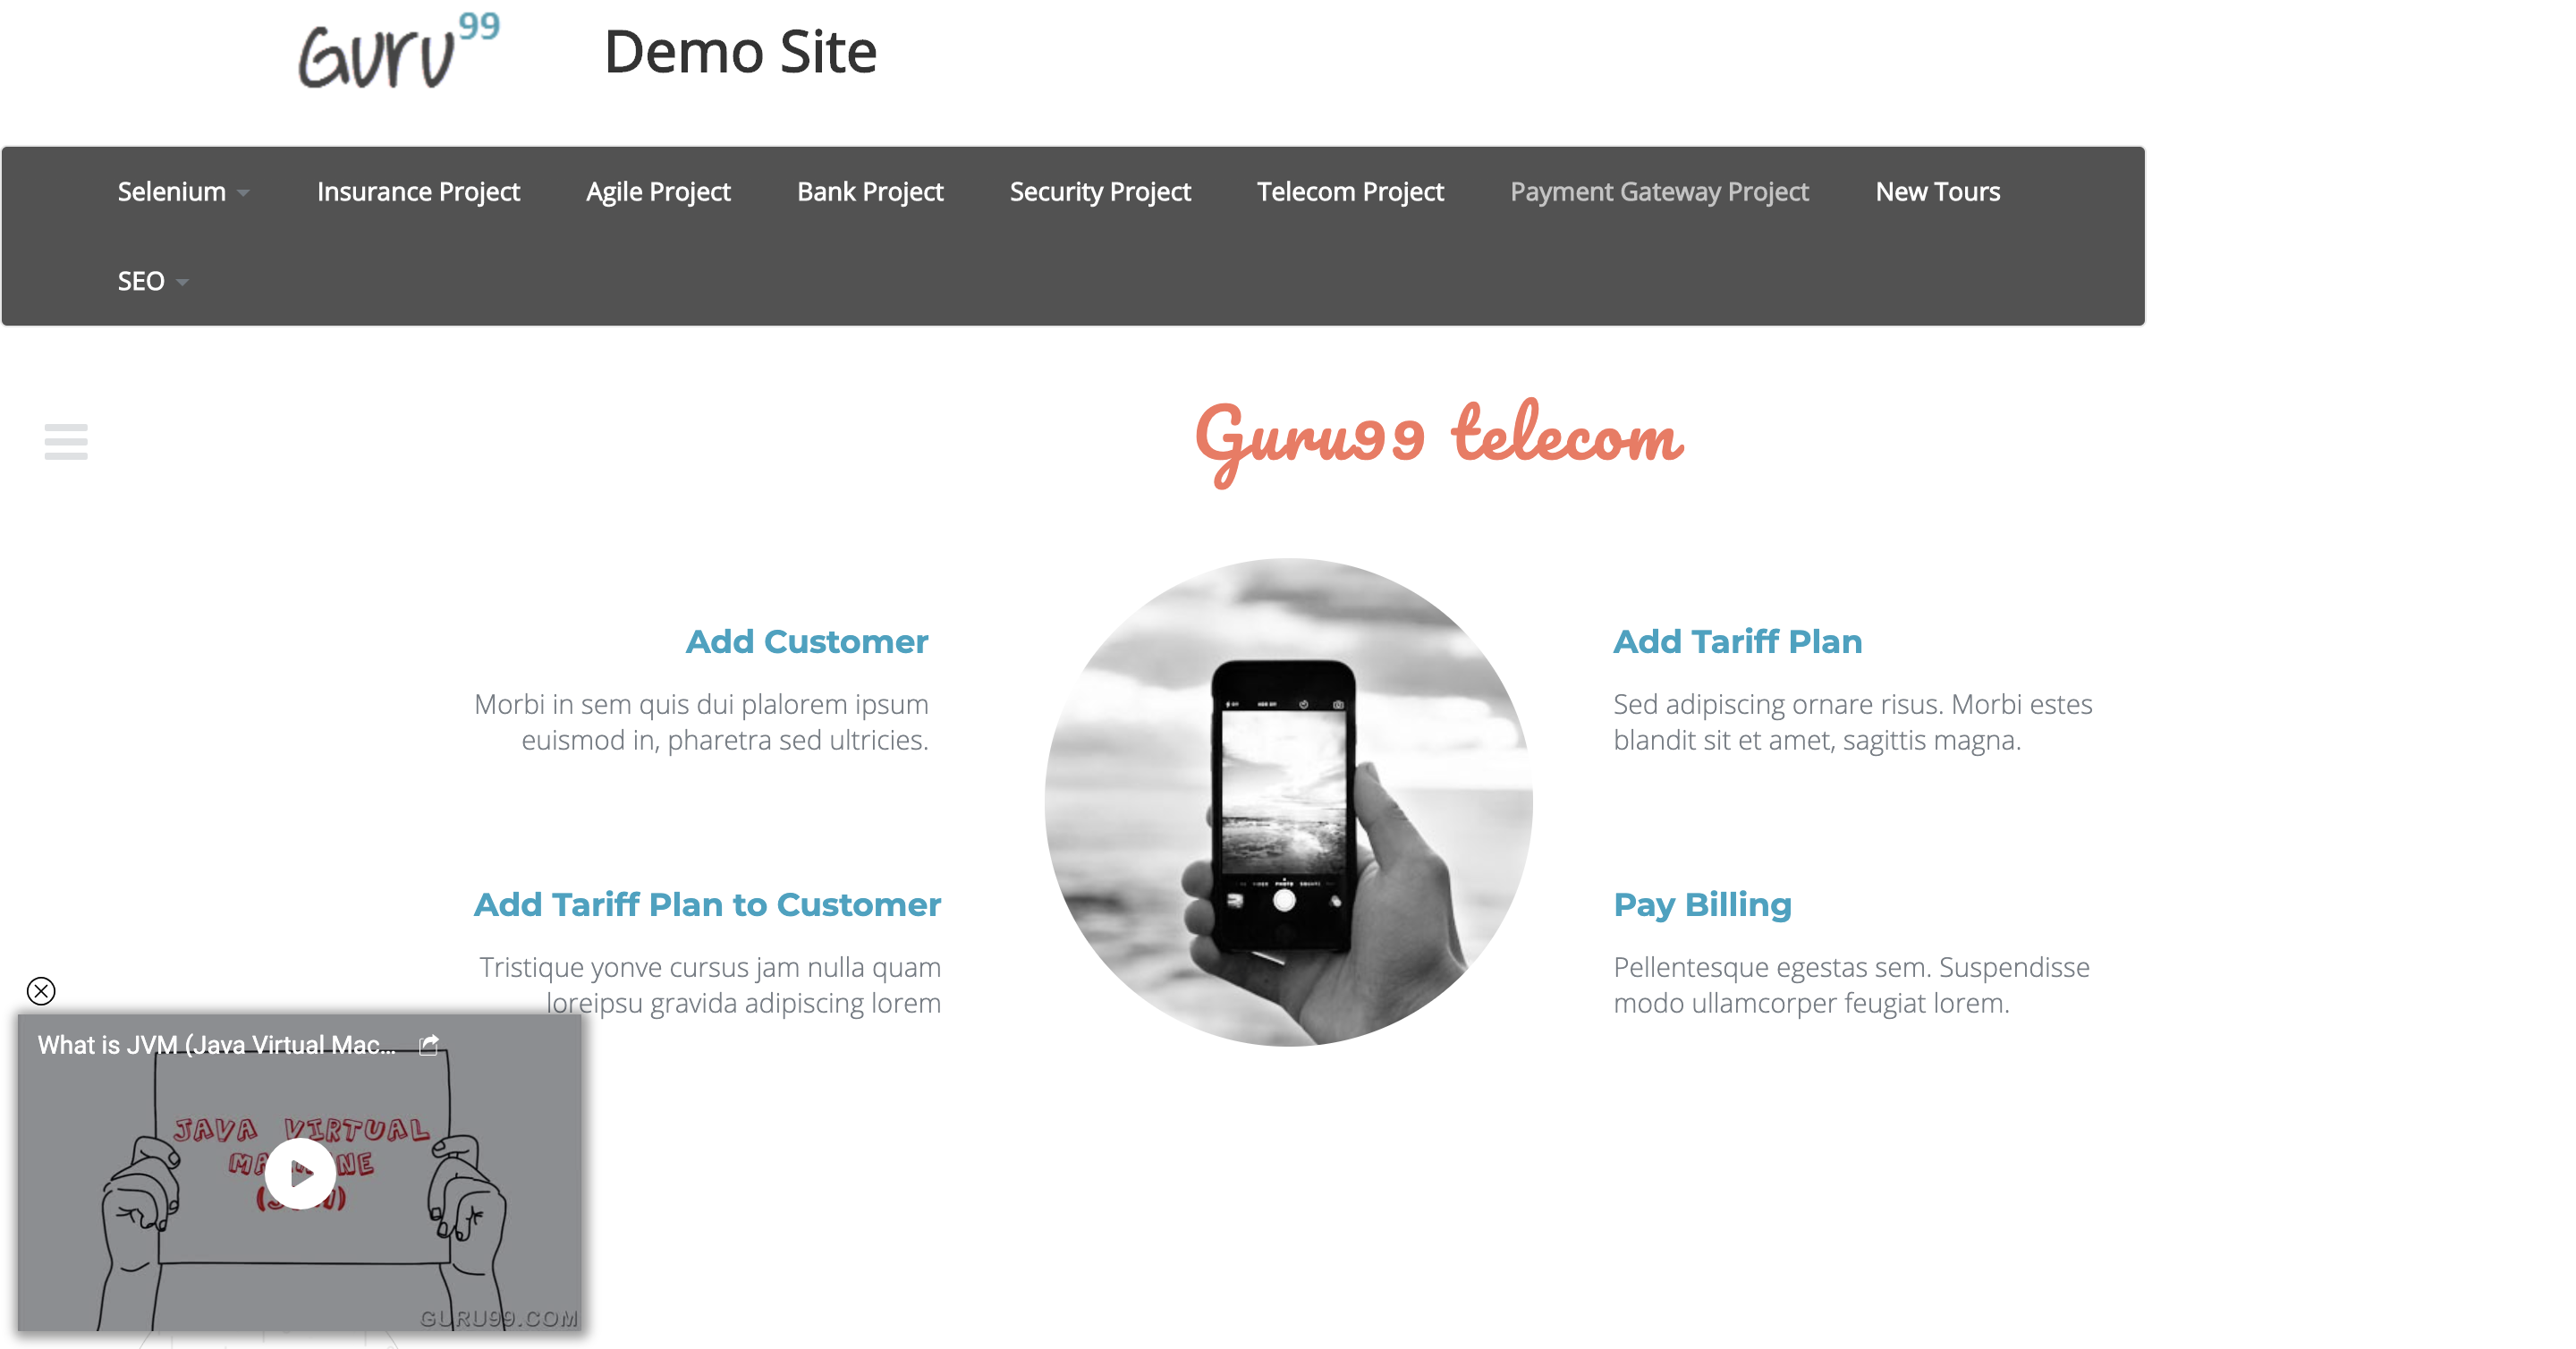 Guru99
Demo Site
Selenium
Insurance Project
Agile Project
Bank Project
Security Project
Telecom Project
Payment Gateway Project
New Tours
SEO
Guru99 telecom
Add Customer
Morbi in sem quis dui plalorem ipsum
euismod in, pharetra sed ultricies.
Add Tariff Plan
Sed adipiscing ornare risus. Morbi estes
blandit sit et amet, sagittis magna.
Add Tariff Plan to Customer
Tristique yonve cursus jam nulla quam
loreipsu gravida adipiscing lorem
Pay Billing
Pellentesque egestas sem. Suspendisse
modo ullamcorper feugiat lorem.
What is JVM (Java Virtual Mac...
JAVA VIRTUAL
GURU99.COM